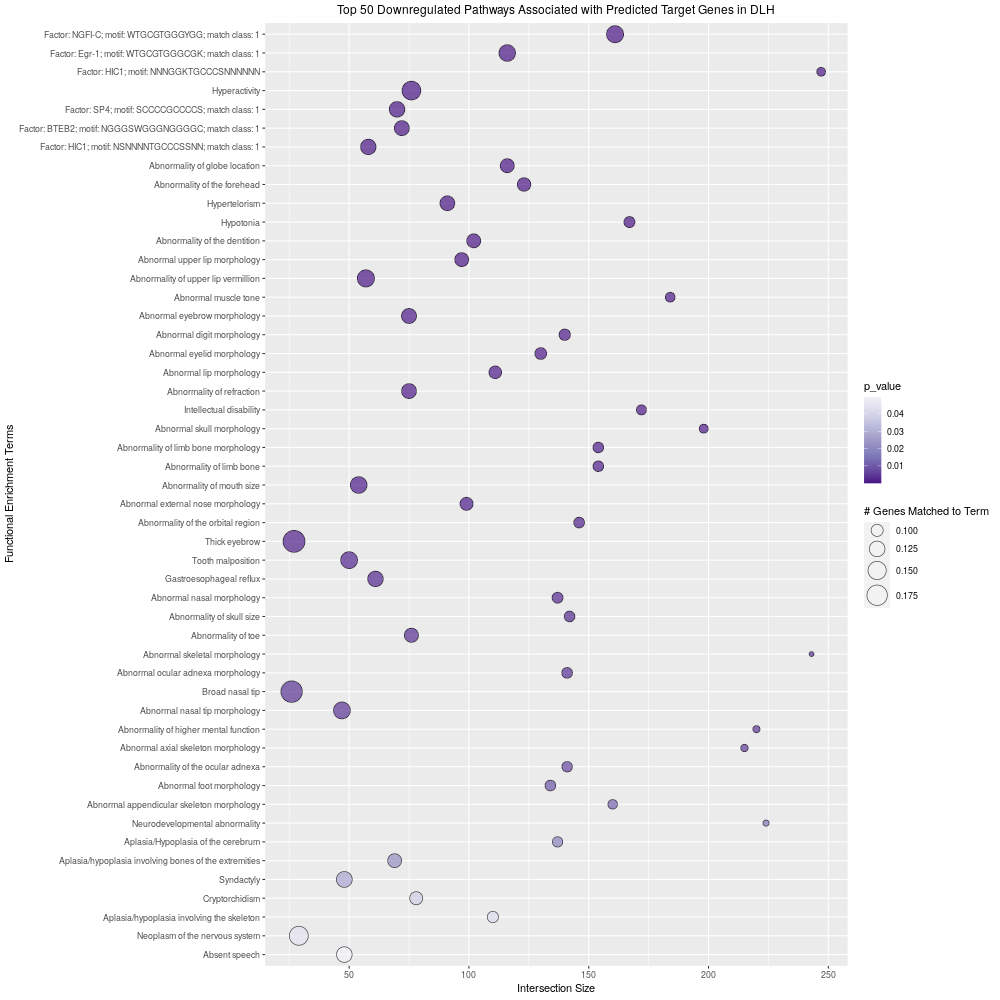 Top 50 Downregulated Pathways Associated with Predicted Target Genes in DLH
Functional Enrichment Terms
Factor: NGFI-C; motif: WTGCGTGGGYGG; match class: 1
Factor: Egr-1; motif: WTGCGTGGGCGK; match class: 1
Factor: HIC1; motif: NNNGGKTGCCCSNNNNNN
Hyperactivity
Factor: SP4; motif: SCCCCGCCCCS; match class: 1
Factor: BTEB2; motif: NGGGSWGGGNGGGGC; match class: 1
Factor: HIC1; motif: NSNNNNTGCCCSSNN; match class: 1
Abnormality of globe location
Abnormality of the forehead
Hypertelorism
Hypotonia
Abnormality of the dentition
Abnormal upper lip morphology
Abnormality of upper lip vermillion
Abnormal muscle tone
Abnormal eyebrow morphology
Abnormal digit morphology
Abnormal eyelid morphology
Abnormal lip morphology
Abnormality of refraction
Intellectual disability
Abnormal skull morphology
Abnormality of limb bone morphology
Abnormality of limb bone
Abnormality of mouth size
Abnormal external nose morphology
Abnormality of the orbital region
Thick eyebrow
Tooth malposition
Gastroesophageal reflux
Abnormal nasal morphology
Abnormality of skull size
Abnormality of toe
Abnormal skeletal morphology
Abnormal ocular adnexa morphology
Broad nasal tip
Abnormal nasal tip morphology
Abnormality of higher mental function
Abnormal axial skeleton morphology
Abnormality of the ocular adnexa
Abnormal foot morphology
Abnormal appendicular skeleton morphology
Neurodevelopmental abnormality
Aplasia/Hypoplasia of the cerebrum
Aplasia/hypoplasia involving bones of the extremities
Syndactyly
Cryptorchidism
Aplasia/hypoplasia involving the skeleton
Neoplasm of the nervous system
Absent speech
50 100 150 200 250
Intersection Size
p_value
0.04
0.03
0.02
0.01
# Genes Matched to Term
0.100
0.125
0.150
0.175